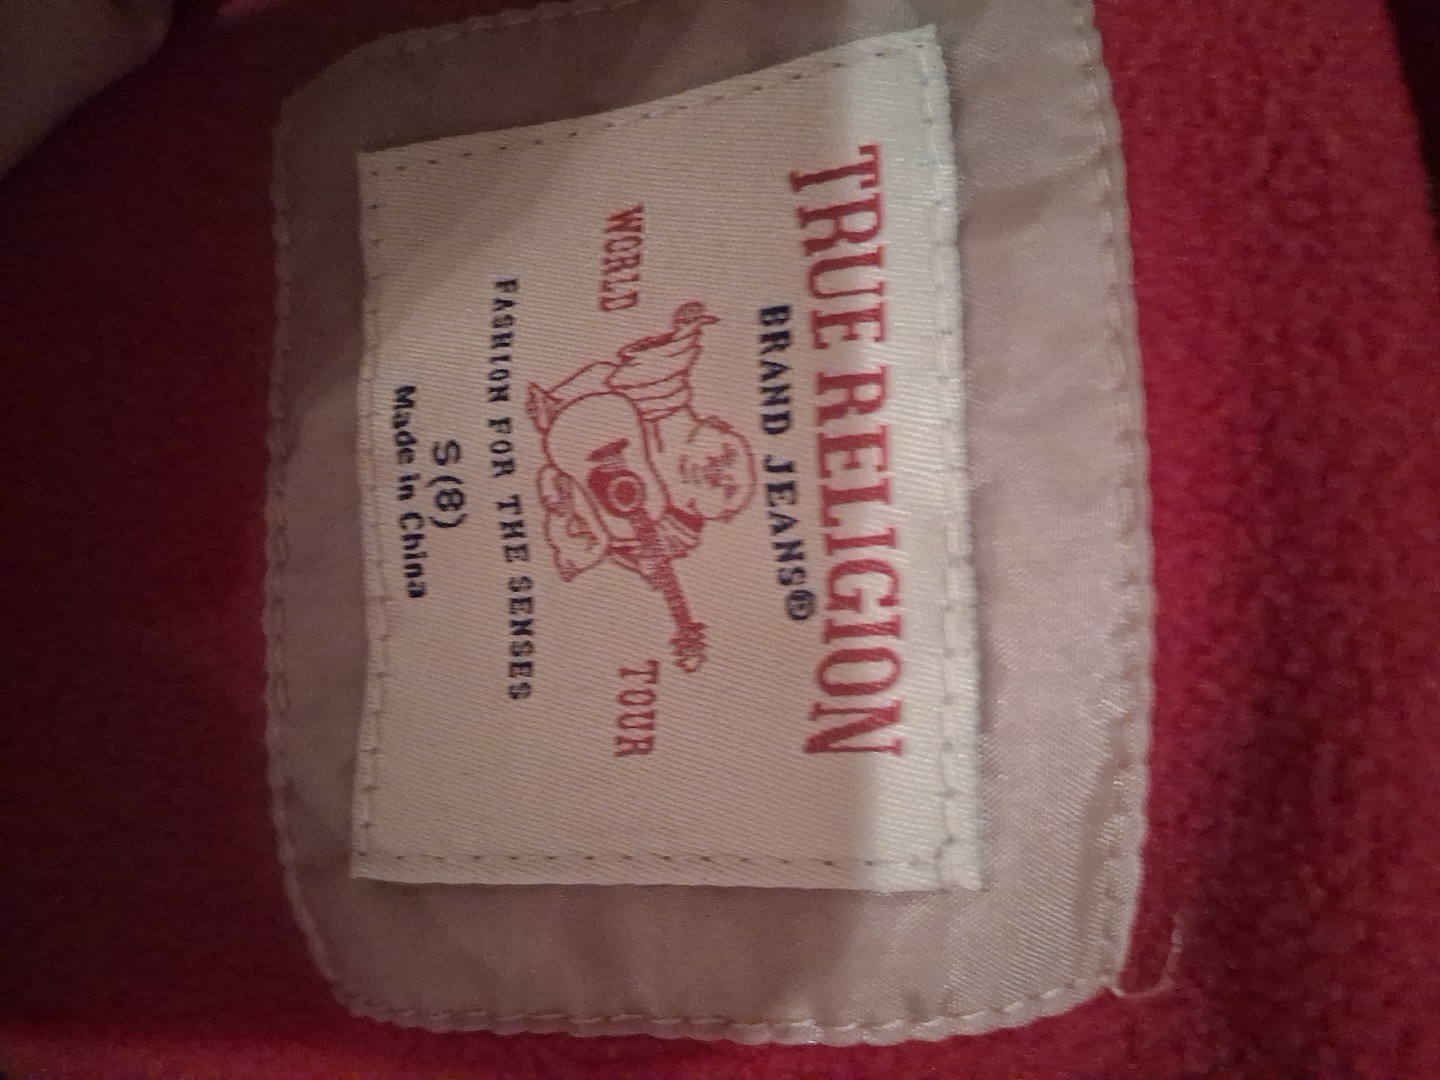 TRUE RELIGION
BRAND JEANS®
WORLD TOUR
FASHION FOR THE SENSES
S(8)
Made in China